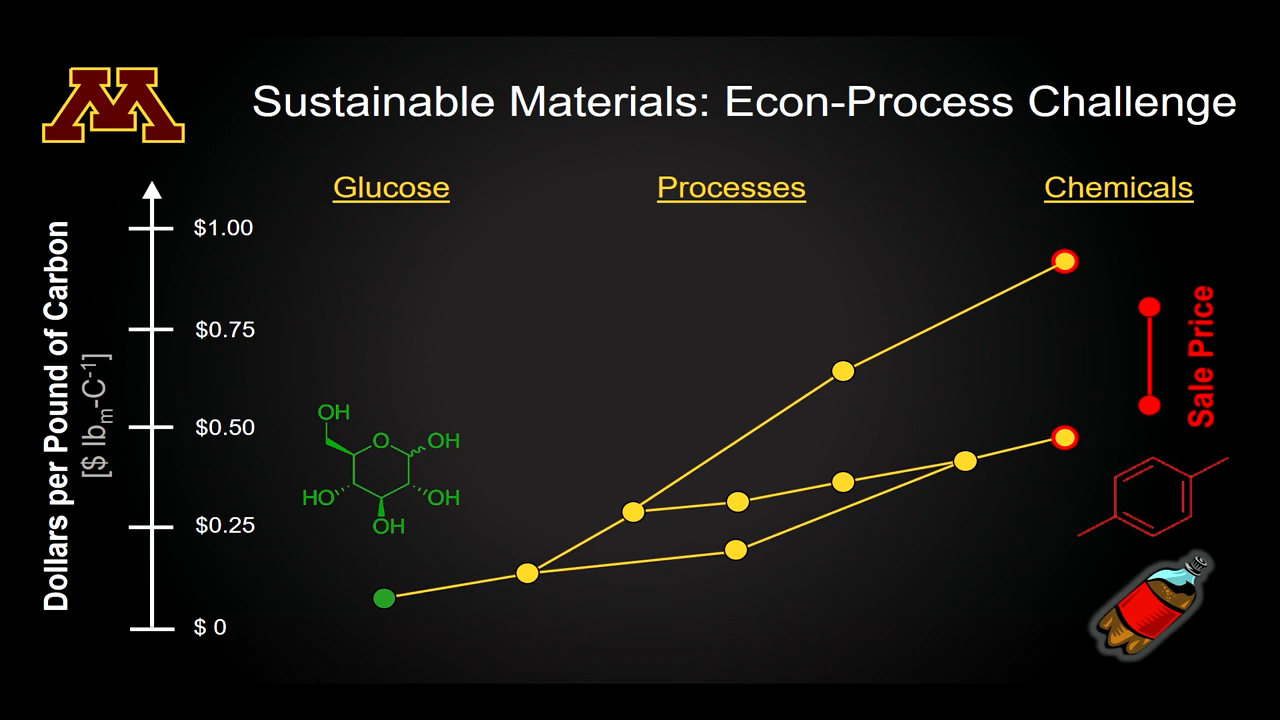 M
Sustainable Materials: Econ-Process Challenge
Glucose
Processes
Chemicals
Dollars per Pound of Carbon
[$ lbm-C-1]
$1.00
$0.75
$0.50
$0.25
$ 0
OH
O
OH
HO
OH
OH
Sale Price